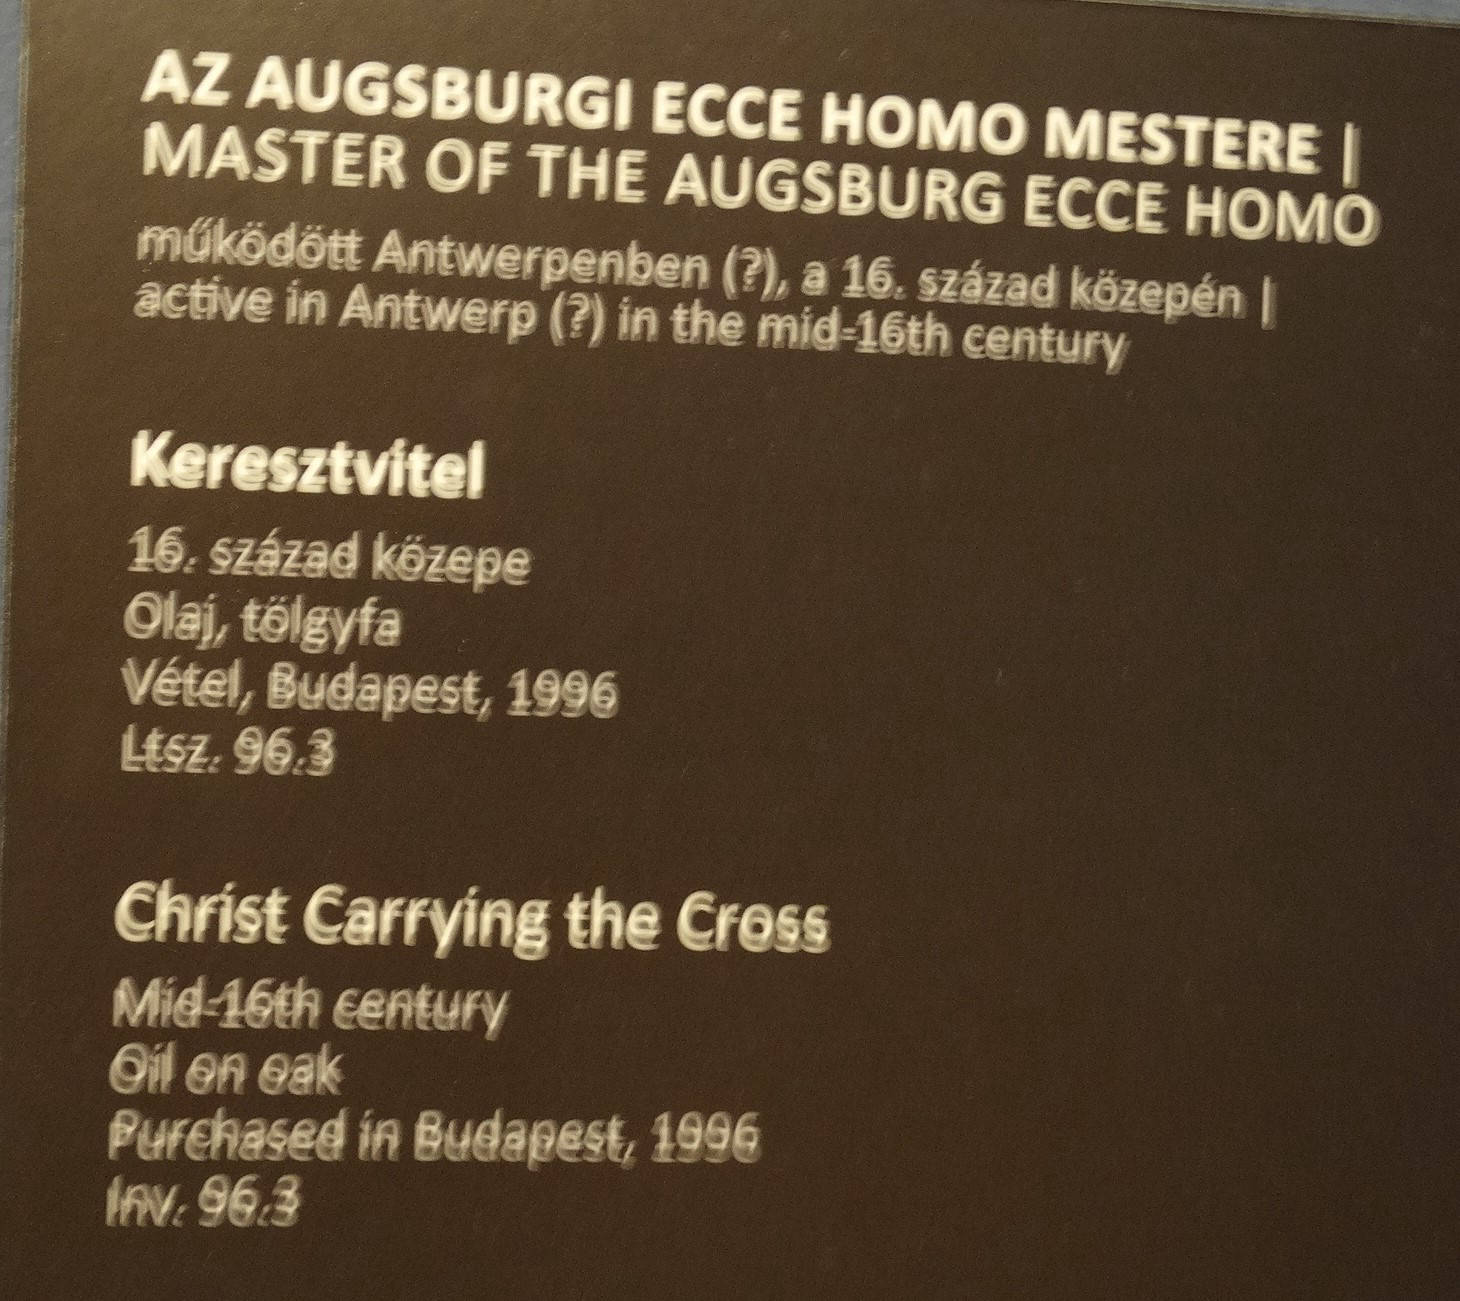 AZ AUGSBURGI ECCE HOMO MESTERE |
MASTER OF THE AUGSBURG ECCE HOMO
működött Antwerpenben (?), a 16. század közepén |
active in Antwerp (?) in the mid-16th century
Keresztvitel
16. század közepe
Olaj, tölgyfa
Vétel, Budapest, 1996
Ltsz. 96.3
Christ Carrying the Cross
Mid-16th century
Oil on oak
Purchased in Budapest, 1996
Inv. 96.3